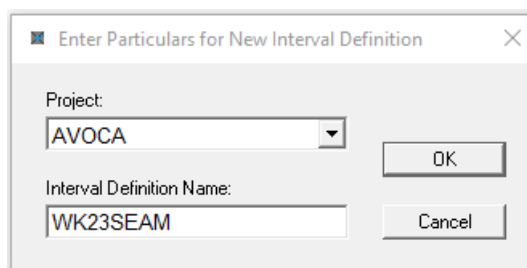 Enter Particulars for New Interval Definition
Project:
AVOCA
OK
Interval Definition Name:
WK23SEAM
Cancel